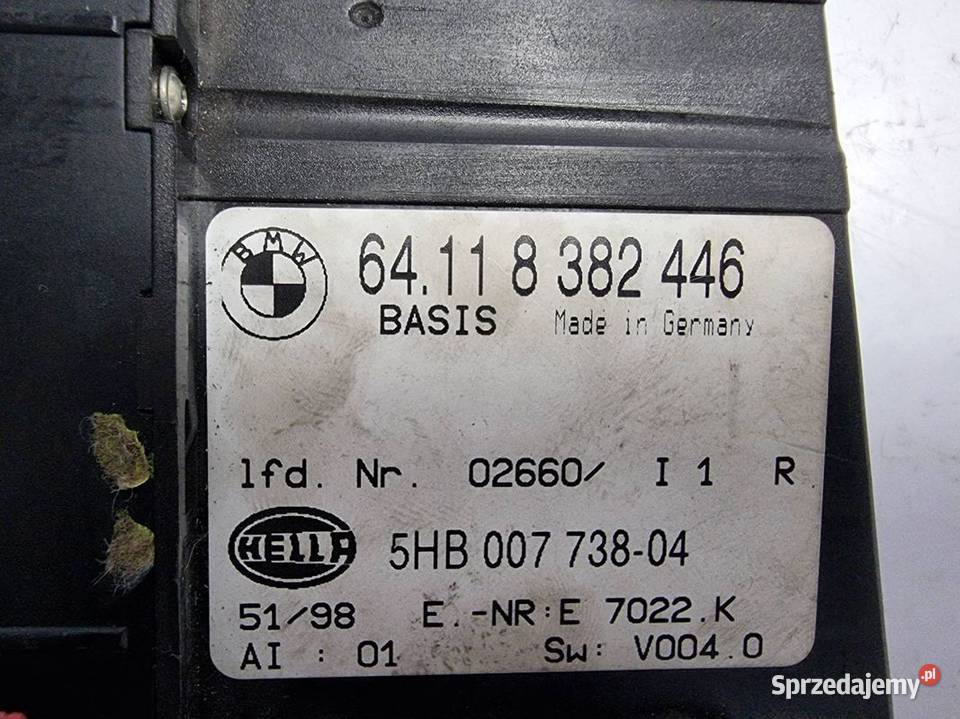 BMW
64.11 8 382 446
BASIS Made in Germany
lfd. Nr. 02660/ I 1 R
HELLA 5HB 007 738-04
51/98 E.-NR:E 7022.K
AI : 01 Sw: V004.0
Sprzedajemy.pl